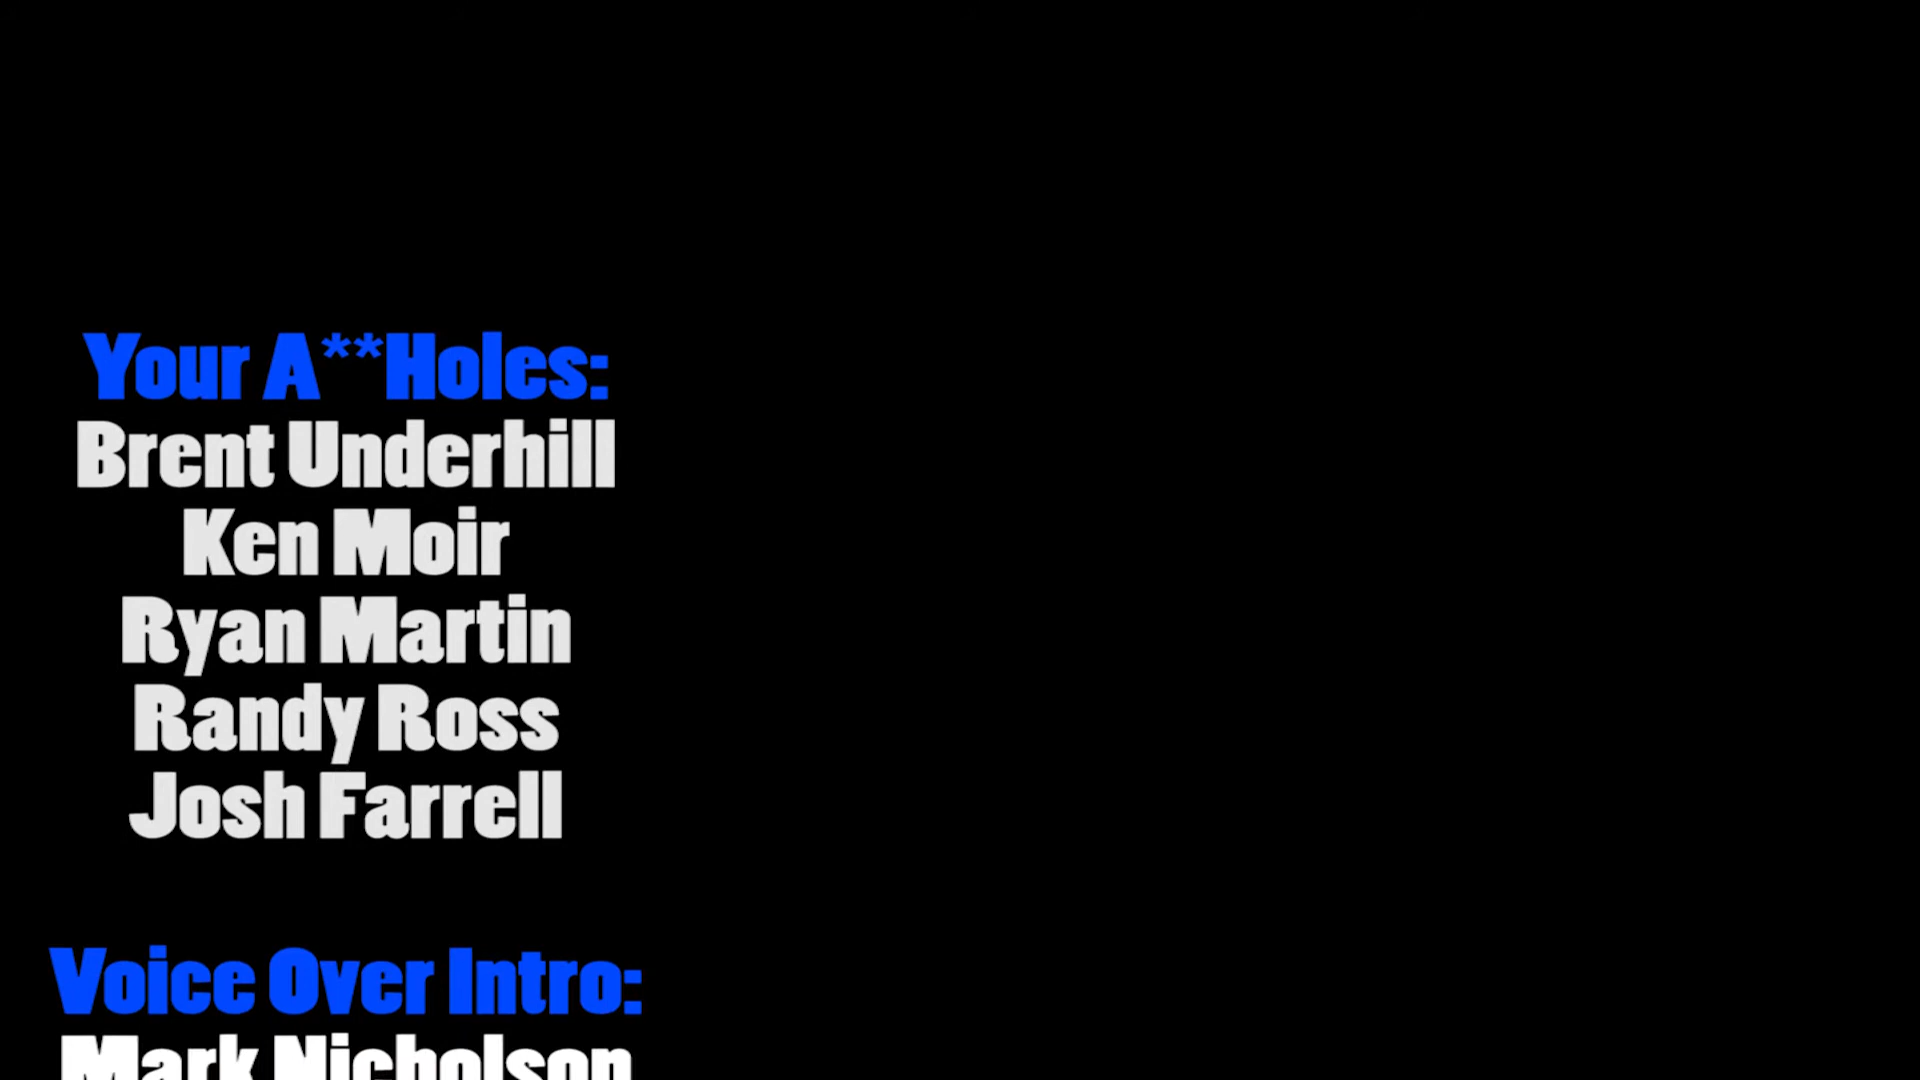 Your A**Holes:
Brent Underhill
Ken Moir
Ryan Martin
Randy Ross
Josh Farrell
Voice Over Intro:
Mark Nicholson